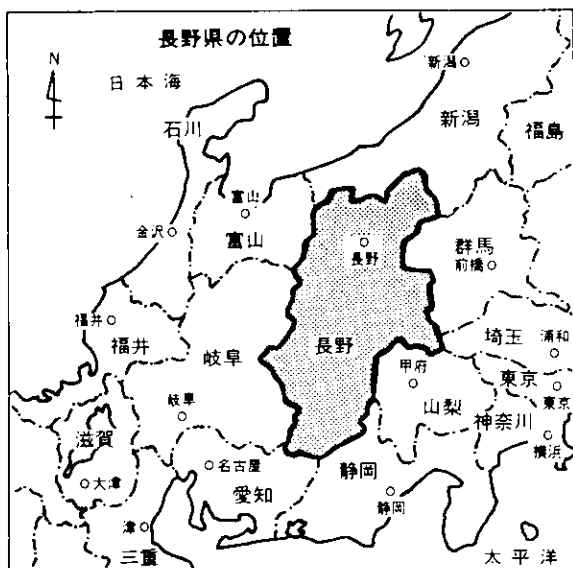 長野県の位置
N
日本海
新潟
石川
新潟
福島
富山
富山
金沢
長野
群馬
前橋
福井
福井
岐阜
長野
埼玉
浦和
甲府
東京
東京
岐阜
山梨
神奈川
滋賀
横浜
名古屋
静岡
大津
愛知
静岡
津
三重
太平洋